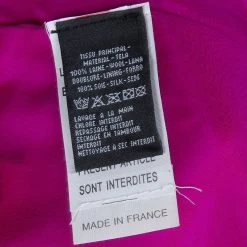 TISSU PRINCIPAL-
MATERIAL-TELA
100% LAINE-WOOL-LANA
DOUBLURE-LINING-FORRO
100% SOIE-SILK-SEDA
LAVAGE A LA MAIN
CHLORE INTERDIT
REPASSAGE INTERDIT
SECHAGE EN TAMBOUR
INTERDIT
NETTOYAGE A SEC INTERDIT
PRESENT ARTICLE
SONT INTERDITES
MADE IN FRANCE